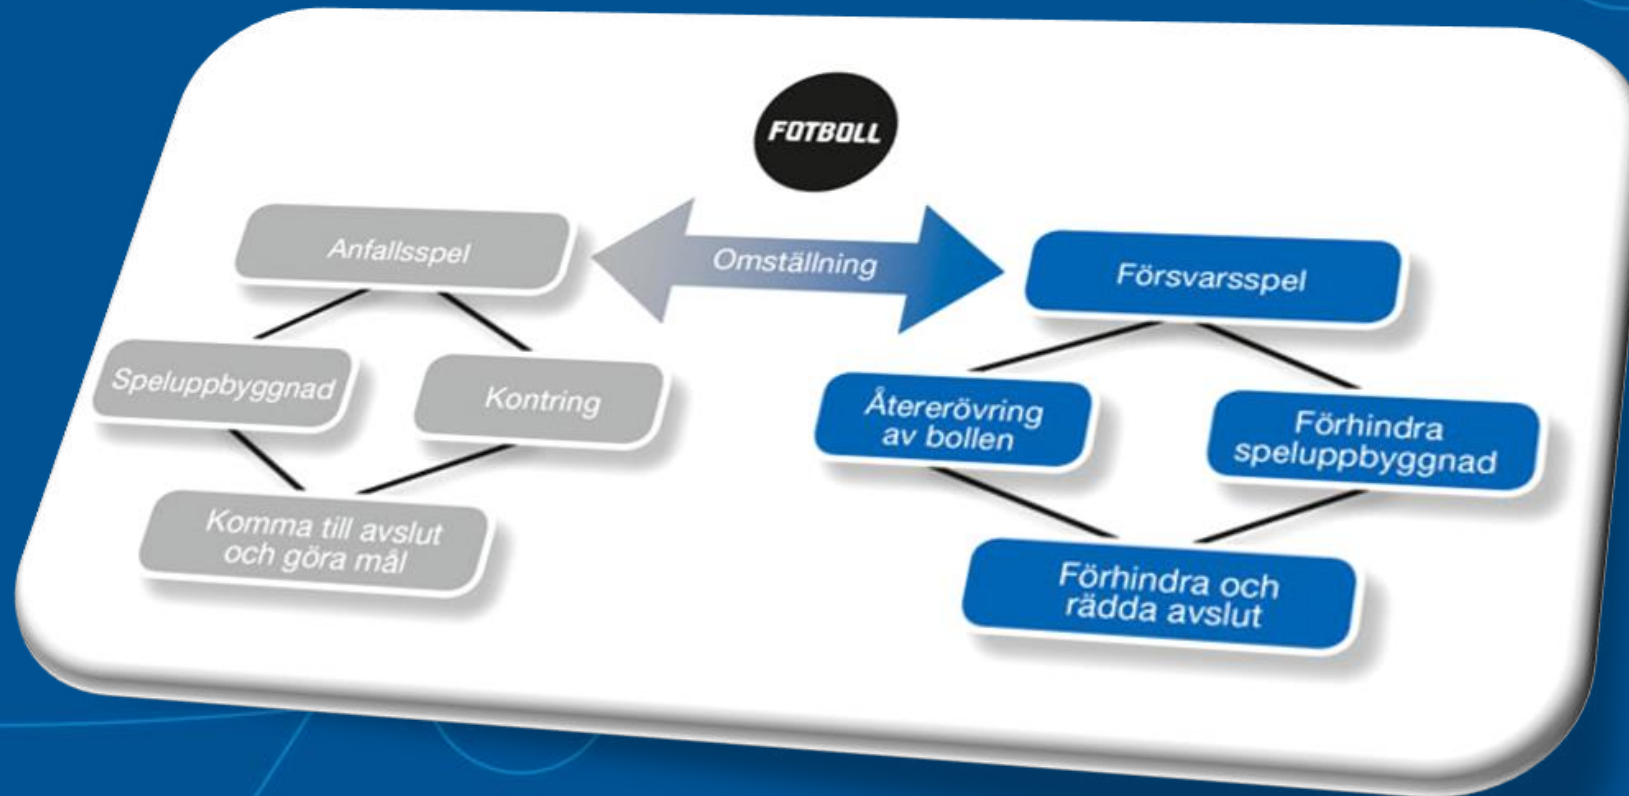 FOTBOLL
Anfallsspel
Omställning
Försvarsspel
Speluppbyggnad
Kontring
Återerövring
av bollen
Förhindra
speluppbyggnad
Komma till avslut
och göra mål
Förhindra och
rädda avslut